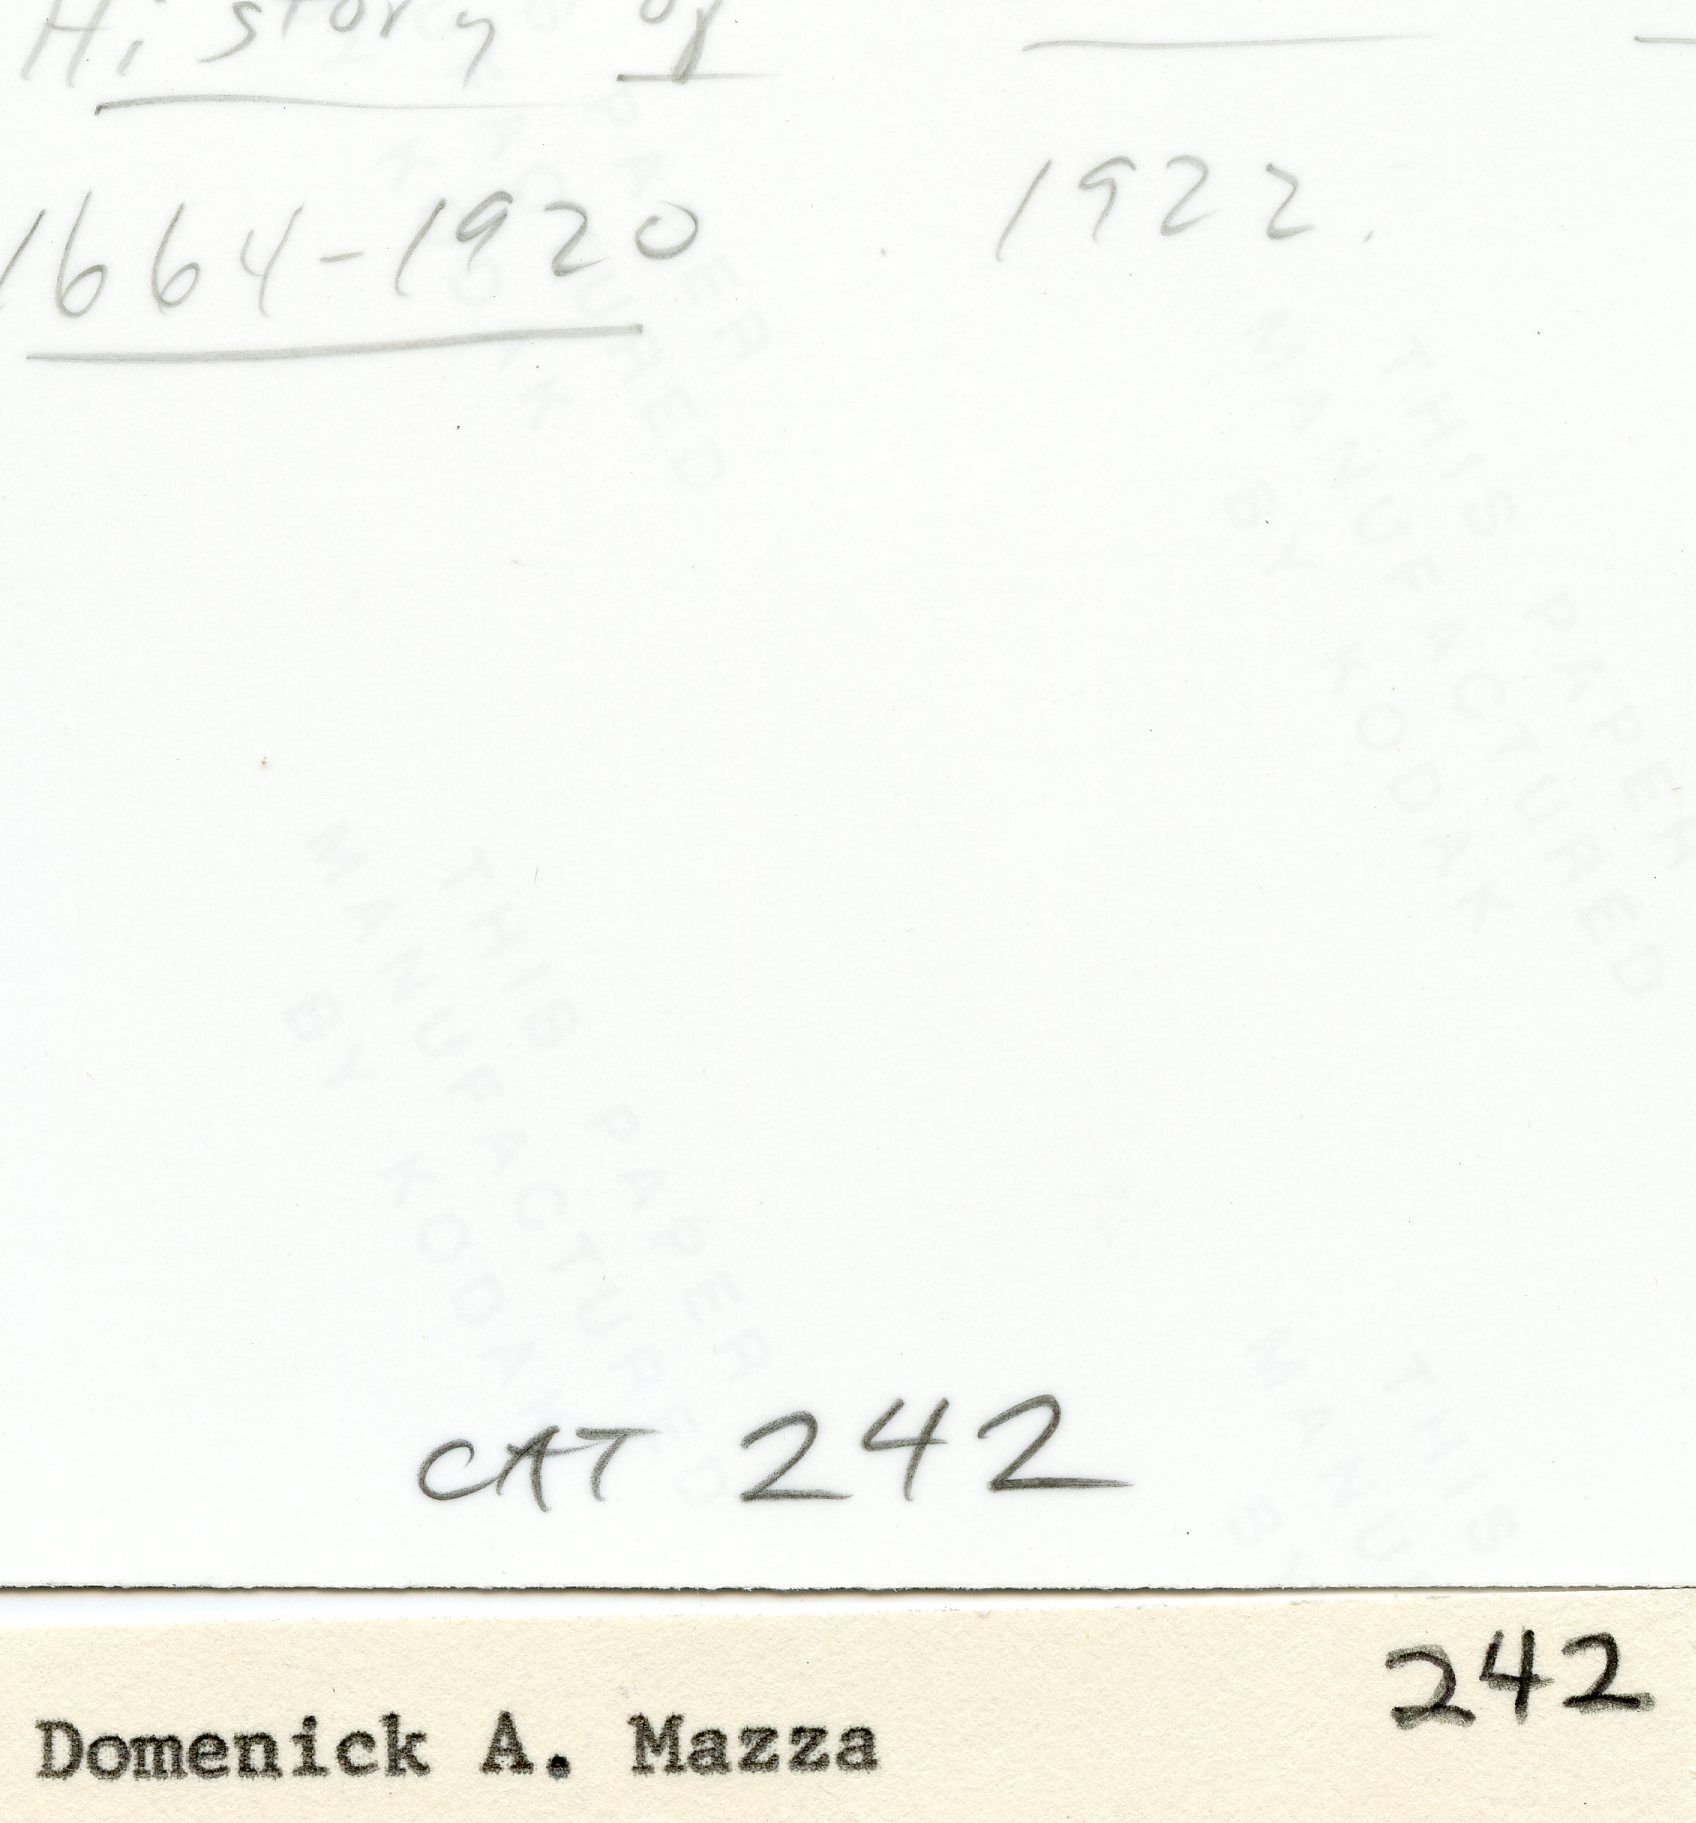 History of
1664-1920
1922.
THIS PAPER
MANUFACTURED
BY KODAK
THIS PAPER
MANUFACTURED
BY KODAK
CAT 242
242
Domenick A. Mazza